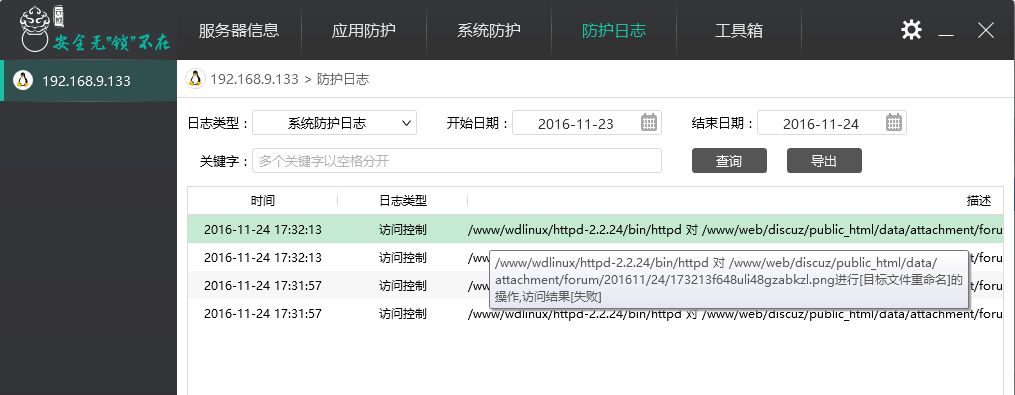 安全无"锁"不在
服务器信息 应用防护 系统防护 防护日志 工具箱
192.168.9.133
192.168.9.133 > 防护日志
日志类型： 系统防护日志 开始日期： 2016-11-23 结束日期： 2016-11-24
关键字： 多个关键字以空格分开 查询 导出
时间 日志类型 描述
2016-11-24 17:32:13 访问控制 /www/wdlinux/httpd-2.2.24/bin/httpd 对 /www/web/discuz/public_html/data/attachment/foru
2016-11-24 17:32:13 访问控制 /www
2016-11-24 17:31:57 访问控制 /www
2016-11-24 17:31:57 访问控制 /www/wdlinux/httpd-2.2.24/bin/httpd 对 /www/web/discuz/public_html/data/attachment/foru
/www/wdlinux/httpd-2.2.24/bin/httpd 对 /www/web/discuz/public_html/data/
attachment/forum/201611/24/173213f648uli48gzabkzl.png进行[目标文件重命名]的
操作,访问结果[失败]